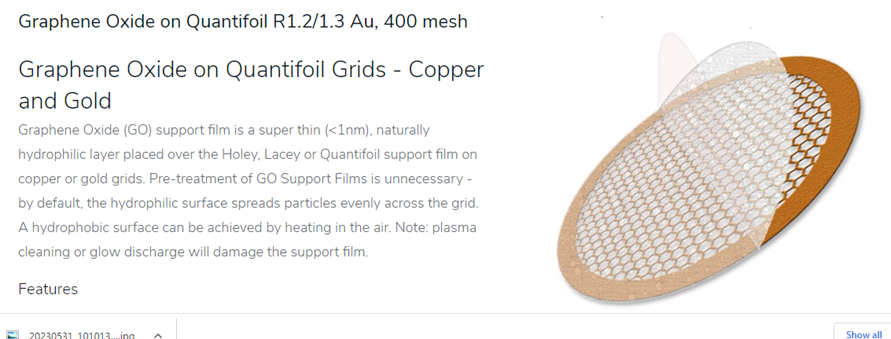 Graphene Oxide on Quantifoil R1.2/1.3 Au, 400 mesh
Graphene Oxide on Quantifoil Grids - Copper
and Gold
Graphene Oxide (GO) support film is a super thin (<1nm), naturally
hydrophilic layer placed over the Holey, Lacey or Quantifoil support film on
copper or gold grids. Pre-treatment of GO Support Films is unnecessary -
by default, the hydrophilic surface spreads particles evenly across the grid.
A hydrophobic surface can be achieved by heating in the air. Note: plasma
cleaning or glow discharge will damage the support film.
Features
20230531_101013....jpg
Show all